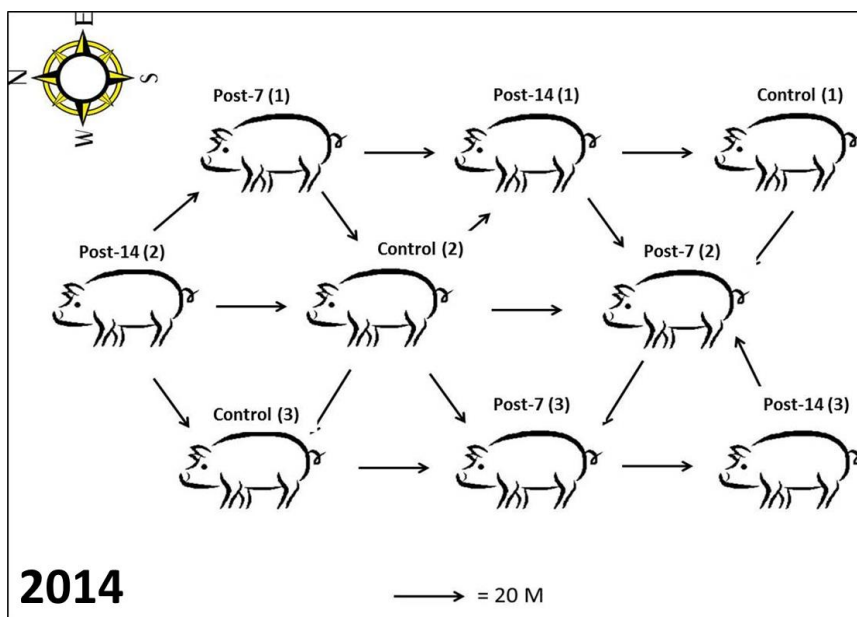 E
N
S
W
Post-7 (1)
Post-14 (1)
Control (1)
Post-14 (2)
Control (2)
Post-7 (2)
Control (3)
Post-7 (3)
Post-14 (3)
2014
= 20 M